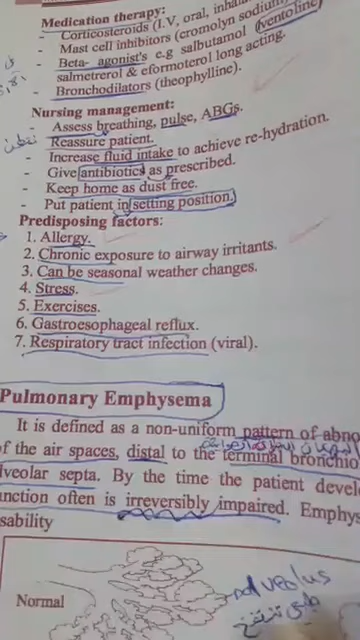 Medication therapy:
- Corticosteroids (I.V, oral,
- Mast cell inhibitors (cromolyn sodium)
- Beta- agonist's e.g salbutamol (ventoline
salmetrerol & eformoterol long acting.
- Bronchodilators (theophylline).
Nursing management:
- Assess breathing, pulse, ABGs.
- Reassure patient.
- Increase fluid intake to achieve re-hydration.
- Give antibiotics as prescribed.
- Keep home as dust free.
- Put patient in setting position.
Predisposing factors:
1. Allergy.
2. Chronic exposure to airway irritants.
3. Can be seasonal weather changes.
4. Stress.
5. Exercises.
6. Gastroesophageal reflux.
7. Respiratory tract infection (viral).
Pulmonary Emphysema
It is defined as a non-uniform pattern of abno
of the air spaces, distal to the terminal bronchio
lveolar septa. By the time the patient devel
unction often is irreversibly impaired. Emphys
sability
Normal
alveolus